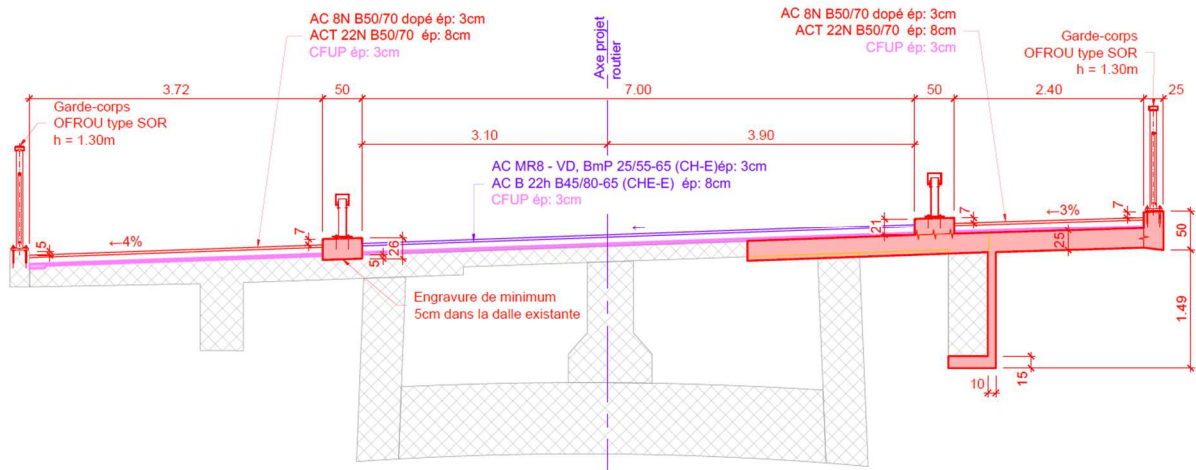 AC 8N B50/70 dopé ép: 3cm
ACT 22N B50/70 ép: 8cm
CFUP ép: 3cm
Axe projet
routier
AC 8N B50/70 dopé ép: 3cm
ACT 22N B50/70 ép: 8cm
CFUP ép: 3cm
Garde-corps
OFROU type SOR
h = 1.30m
3.72
50
7.00
50
2.40
25
Garde-corps
OFROU type SOR
h = 1.30m
3.10
3.90
AC MR8 - VD, BmP 25/55-65 (CH-E)ép: 3cm
AC B 22h B45/80-65 (CHE-E) ép: 8cm
CFUP ép: 3cm
5
←4%
7
26
5
←
21
7
←3%
7
25
50
Engravure de minimum
5cm dans la dalle existante
1.49
10
15